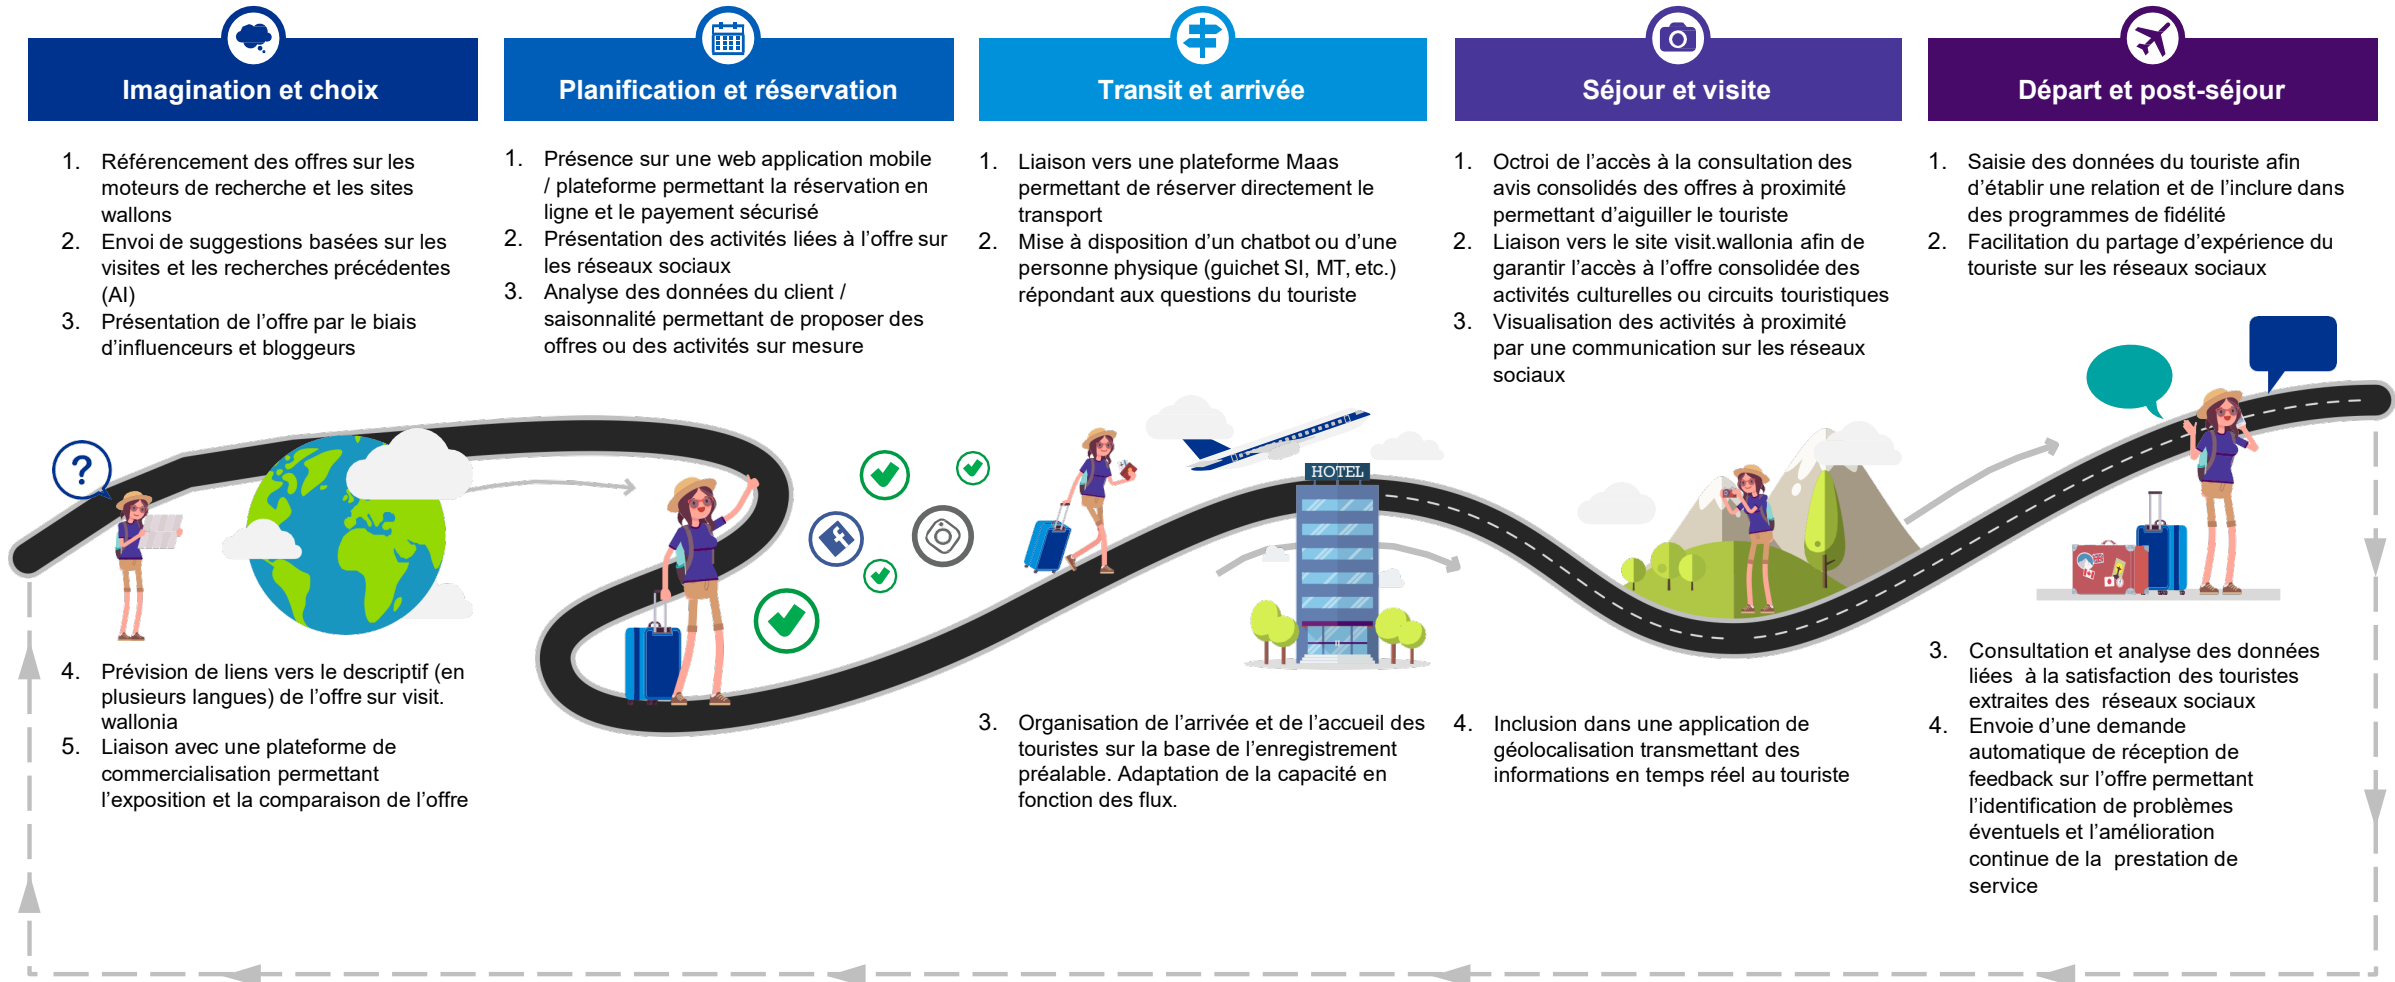 Imagination et choix
1. Référencement des offres sur les
moteurs de recherche et les sites
wallons
2. Envoi de suggestions basées sur les
visites et les recherches précédentes
(AI)
3. Présentation de l’offre par le biais
d’influenceurs et bloggeurs
?
4. Prévision de liens vers le descriptif (en
plusieurs langues) de l’offre sur visit.
wallonia
5. Liaison avec une plateforme de
commercialisation permettant
l’exposition et la comparaison de l’offre
Planification et réservation
1. Présence sur une web application mobile
/ plateforme permettant la réservation en
ligne et le payement sécurisé
2. Présentation des activités liées à l’offre sur
les réseaux sociaux
3. Analyse des données du client /
saisonnalité permettant de proposer des
offres ou des activités sur mesure
f
Transit et arrivée
1. Liaison vers une plateforme Maas
permettant de réserver directement le
transport
2. Mise à disposition d’un chatbot ou d’une
personne physique (guichet SI, MT, etc.)
répondant aux questions du touriste
HOTEL
3. Organisation de l’arrivée et de l’accueil des
touristes sur la base de l’enregistrement
préalable. Adaptation de la capacité en
fonction des flux.
Séjour et visite
1. Octroi de l’accès à la consultation des
avis consolidés des offres à proximité
permettant d’aiguiller le touriste
2. Liaison vers le site visit.wallonia afin de
garantir l’accès à l’offre consolidée des
activités culturelles ou circuits touristiques
3. Visualisation des activités à proximité
par une communication sur les réseaux
sociaux
4. Inclusion dans une application de
géolocalisation transmettant des
informations en temps réel au touriste
Départ et post-séjour
1. Saisie des données du touriste afin
d’établir une relation et de l’inclure dans
des programmes de fidélité
2. Facilitation du partage d’expérience du
touriste sur les réseaux sociaux
3. Consultation et analyse des données
liées à la satisfaction des touristes
extraites des réseaux sociaux
4. Envoie d’une demande
automatique de réception de
feedback sur l’offre permettant
l’identification de problèmes
éventuels et l’amélioration
continue de la prestation de
service